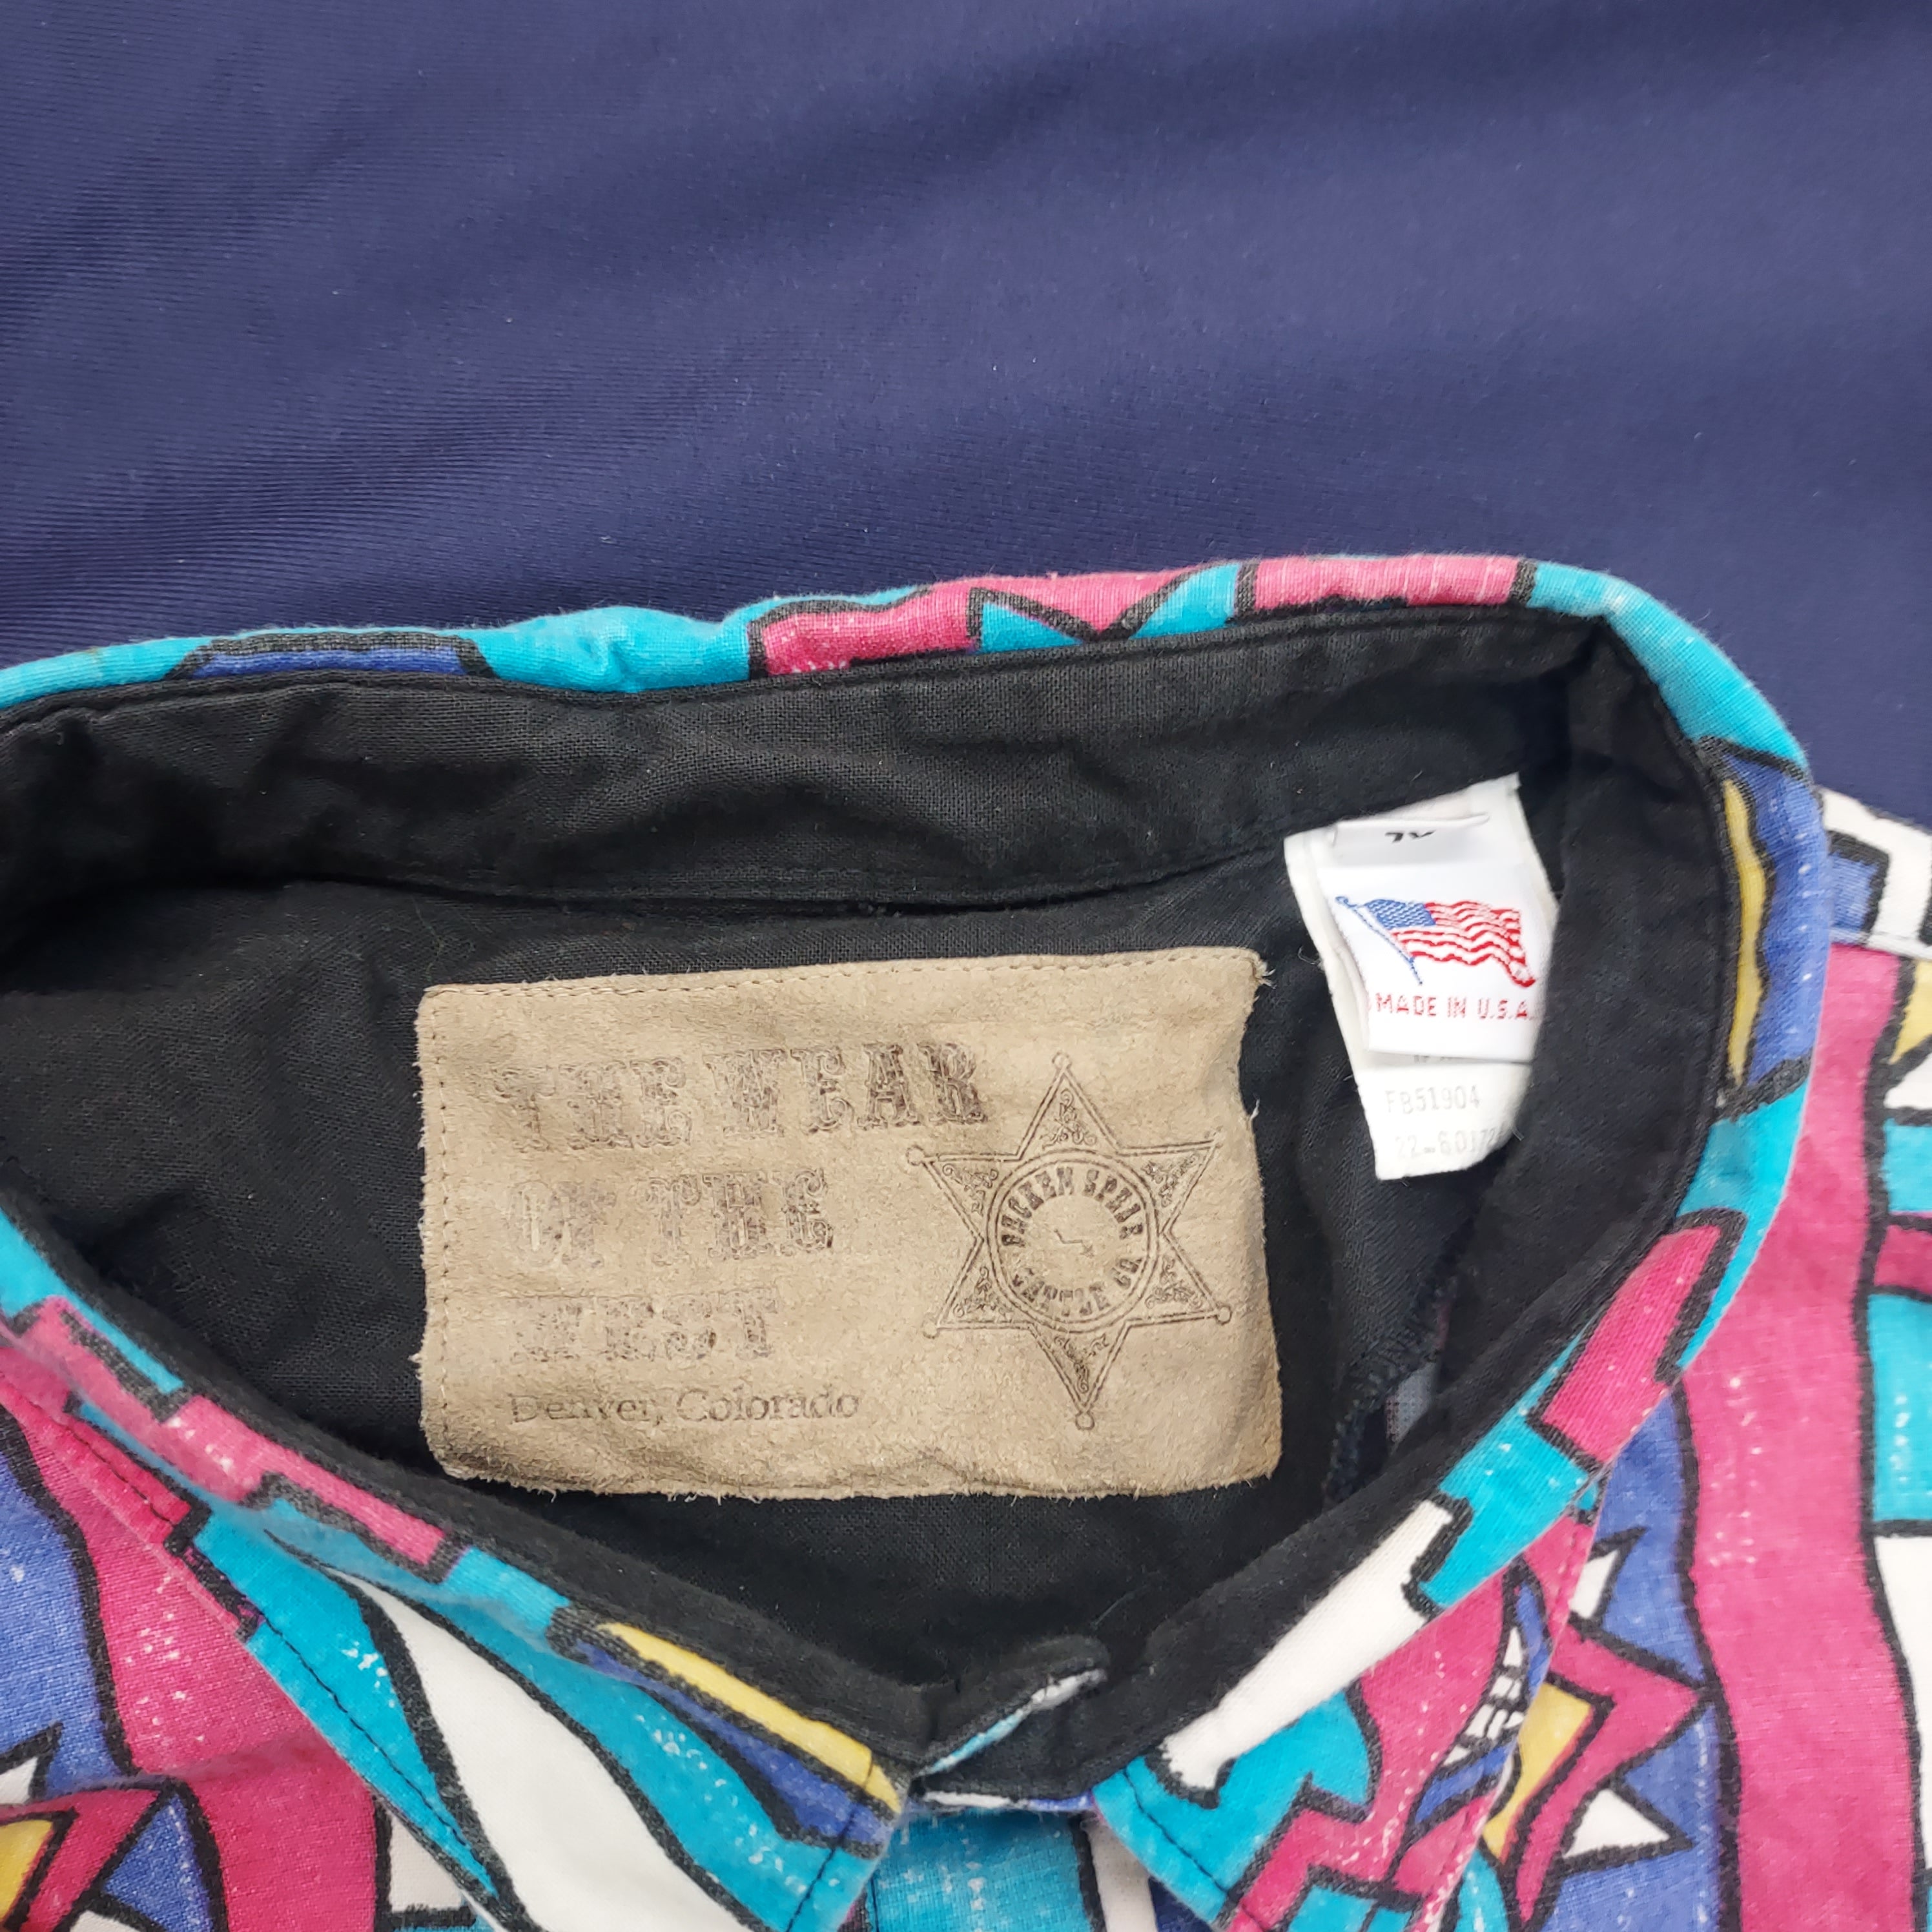 THE WEAR
OF THE
WEST
Denver, Colorado
BROKEN SPEAR
CATTLE CO.
MADE IN U.S.A.
FB51904